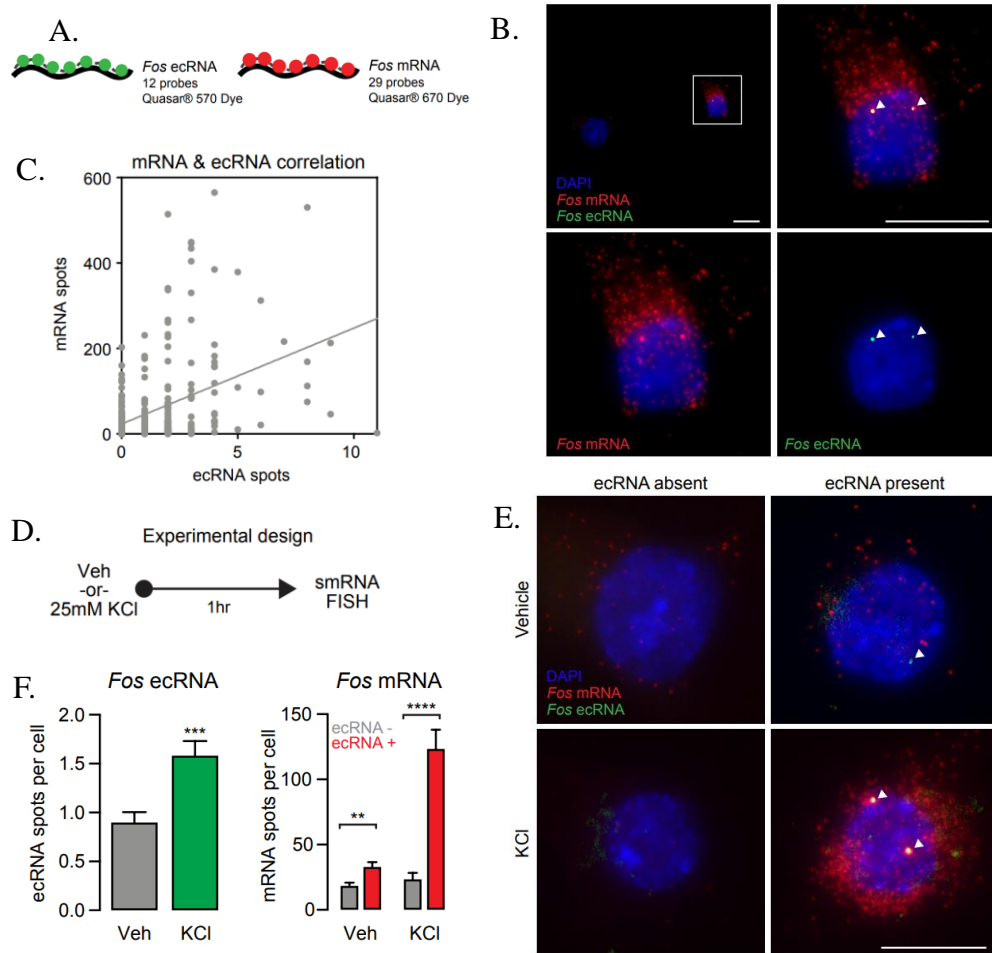 A.
Fos ecRNA
12 probes
Quasar® 570 Dye
Fos mRNA
29 probes
Quasar® 670 Dye
B.
DAPI
Fos mRNA
Fos ecRNA
Fos mRNA
Fos ecRNA
C.
mRNA & ecRNA correlation
600
400
200
0
mRNA spots
0
5
10
ecRNA spots
D.
Experimental design
Veh
-or-
25mM KCl
1hr
smRNA
FISH
E.
ecRNA absent
ecRNA present
Vehicle
DAPI
Fos mRNA
Fos ecRNA
KCl
F.
Fos ecRNA
2.0
1.5
1.0
0.5
0.0
ecRNA spots per cell
***
Veh
KCl
Fos mRNA
150
100
50
0
mRNA spots per cell
ecRNA -
ecRNA +
**
****
Veh
KCl